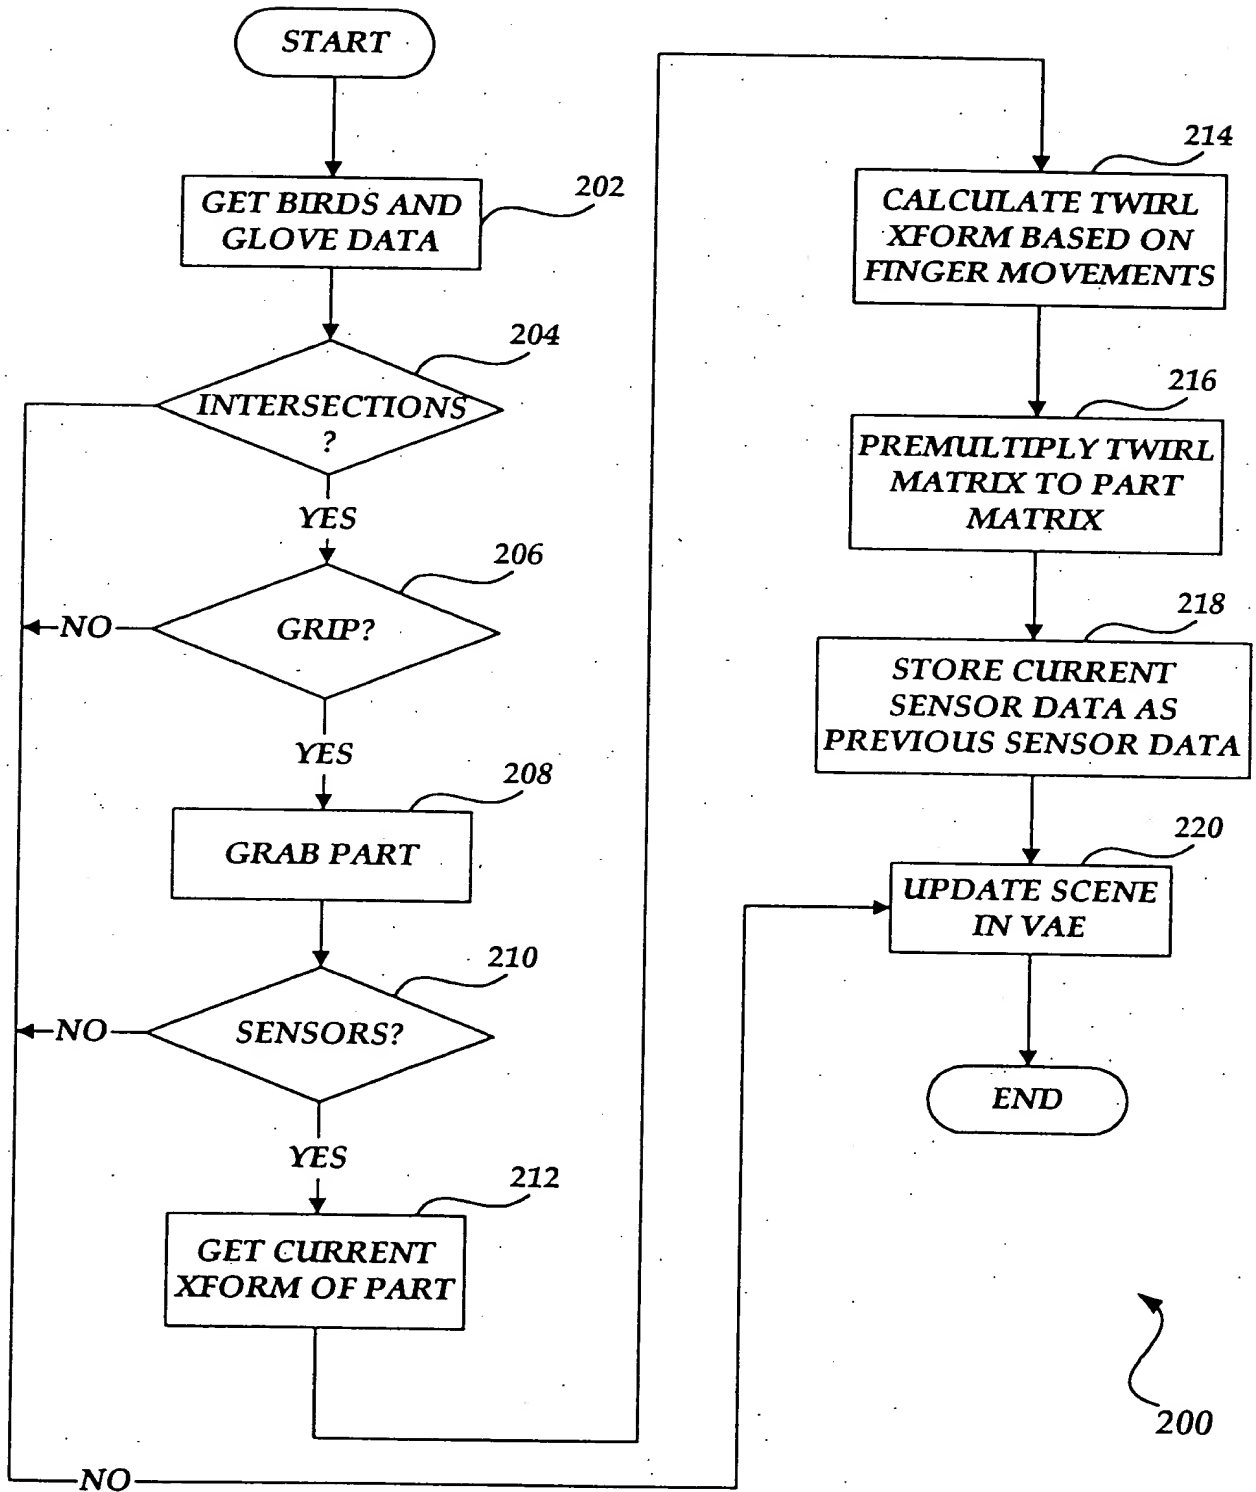 START
GET BIRDS AND
GLOVE DATA
202
204
INTERSECTIONS
?
YES
206
GRIP?
NO
YES
208
GRAB PART
210
SENSORS?
NO
YES
212
GET CURRENT
XFORM OF PART
NO
214
CALCULATE TWIRL
XFORM BASED ON
FINGER MOVEMENTS
216
PREMULTIPLY TWIRL
MATRIX TO PART
MATRIX
218
STORE CURRENT
SENSOR DATA AS
PREVIOUS SENSOR DATA
220
UPDATE SCENE
IN VAE
END
200